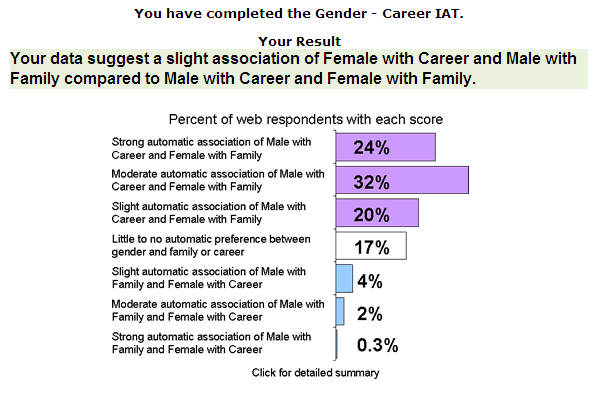 You have completed the Gender - Career IAT.
Your Result
Your data suggest a slight association of Female with Career and Male with
Family compared to Male with Career and Female with Family.
Percent of web respondents with each score
Strong automatic association of Male with
Career and Female with Family
24%
Moderate automatic association of Male with
Career and Female with Family
32%
Slight automatic association of Male with
Career and Female with Family
20%
Little to no automatic preference between
gender and family or career
17%
Slight automatic association of Male with
Family and Female with Career
4%
Moderate automatic association of Male with
Family and Female with Career
2%
Strong automatic association of Male with
Family and Female with Career
0.3%
Click for detailed summary